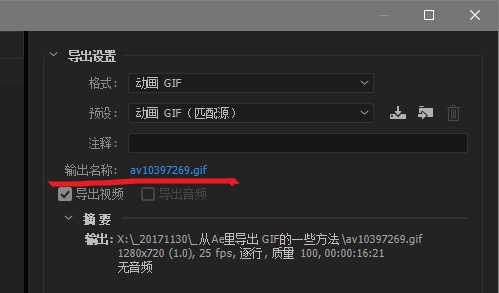 导出设置
格式： 动画 GIF
预设： 动画 GIF（匹配源）
注释：
输出名称： av10397269.gif
导出视频 导出音频
摘要
输出： X:\_20171130\_从Ae里导出 GIF的一些方法 \av10397269.gif
1280x720 (1.0), 25 fps, 逐行 , 质量 100, 00:00:16:21
无音频